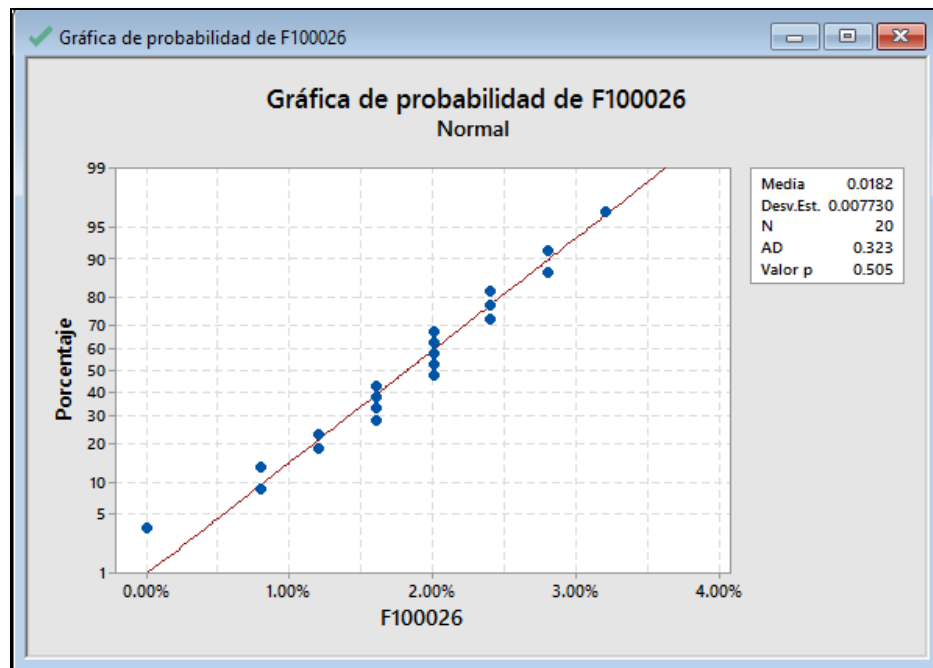 Gráfica de probabilidad de F100026
Gráfica de probabilidad de F100026
Normal
99
95
90
80
70
60
50
40
30
20
10
5
1
Porcentaje
0.00% 1.00% 2.00% 3.00% 4.00%
F100026
Media 0.0182
Desv.Est. 0.007730
N 20
AD 0.323
Valor p 0.505